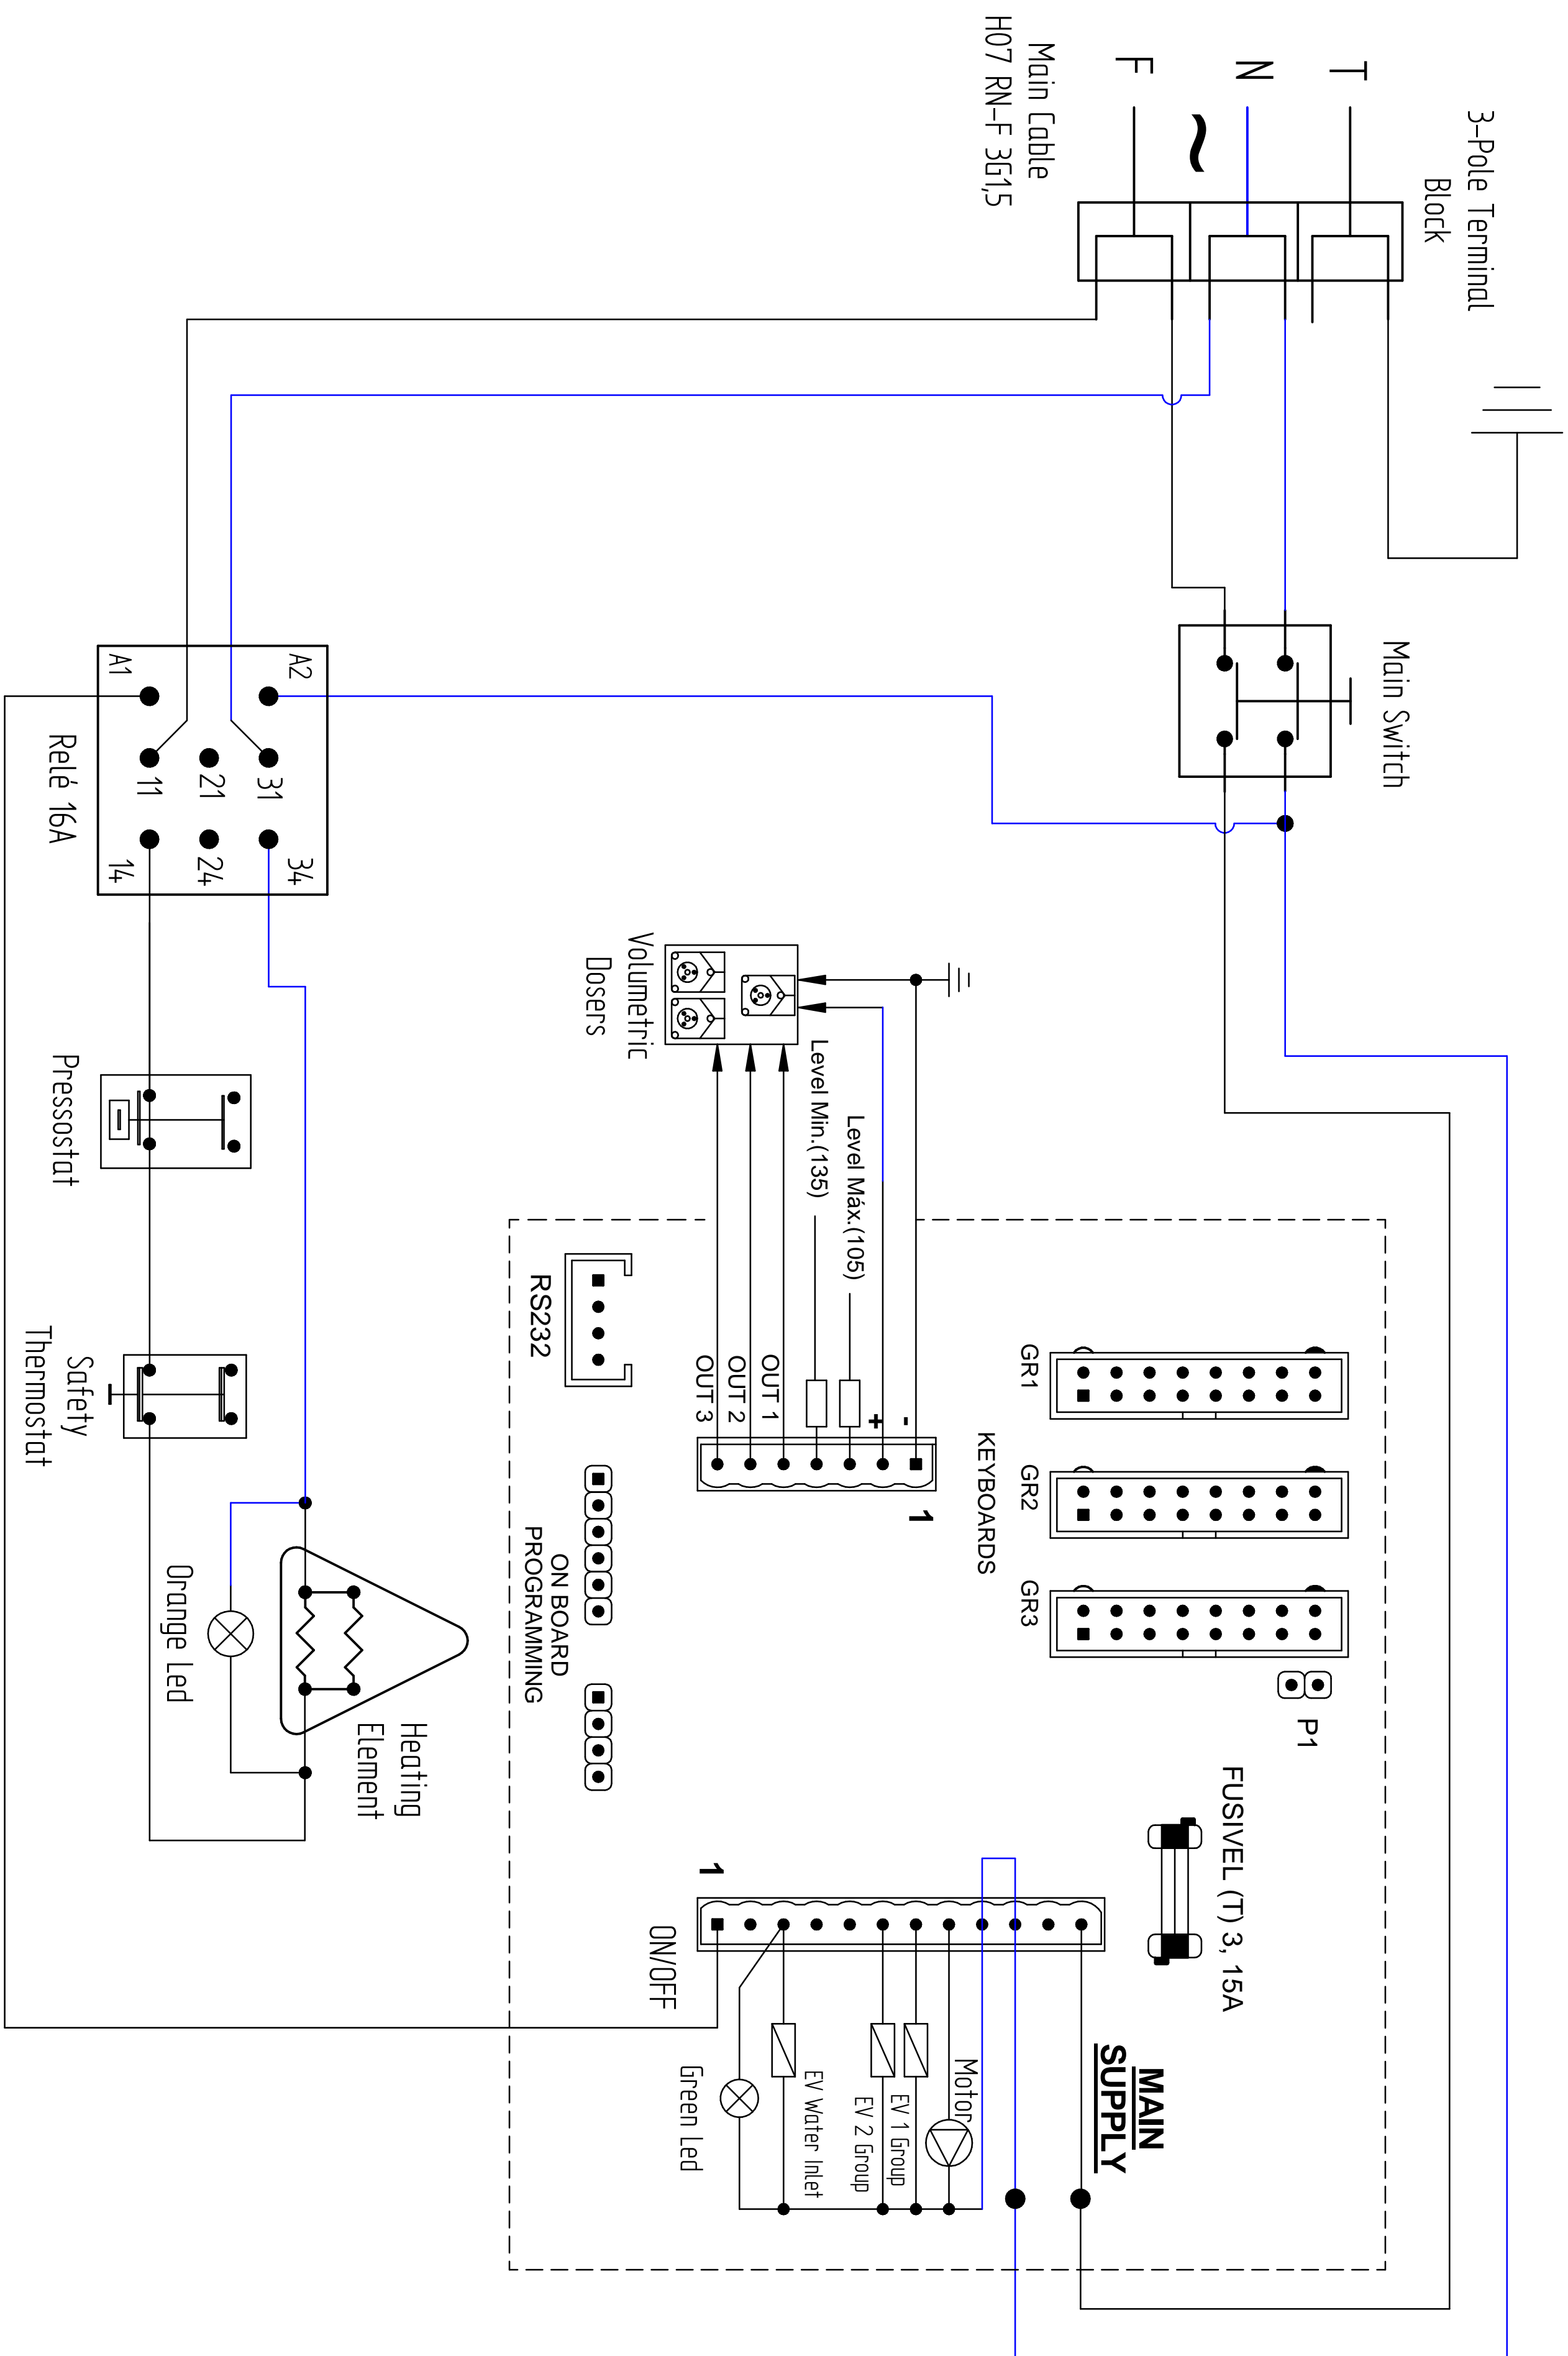 3-Pole Terminal
Block
T
N
~
F
Main Cable
H07 RN-F 3G1,5
Main Switch
A2
A1
31
21
11
34
24
14
Relé 16A
Volumetric
Dosers
Level Máx.(105)
Level Min.(135)
Pressostat
Safety
Thermostat
GR1
GR2
GR3
KEYBOARDS
P1
-
+
OUT 1
OUT 2
OUT 3
1
RS232
ON BOARD
PROGRAMMING
Orange Led
Heating
Element
FUSIVEL (T) 3, 15A
1
ON/OFF
MAIN
SUPPLY
Motor
EV 1 Group
EV 2 Group
EV Water Inlet
Green Led